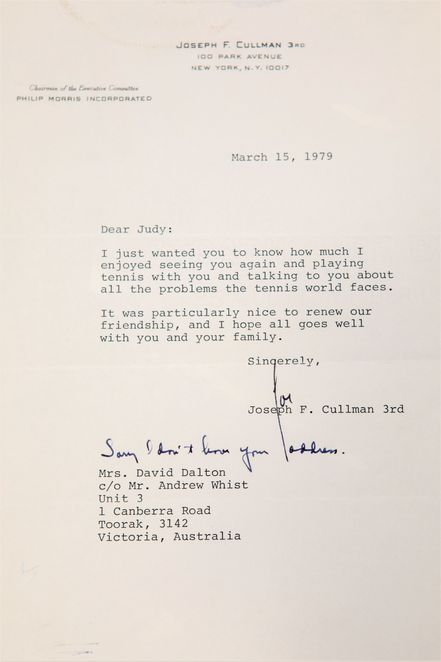 JOSEPH F. CULLMAN 3RD
100 PARK AVENUE
NEW YORK, N.Y. 10017
Chairman of the Executive Committee
PHILIP MORRIS INCORPORATED
March 15, 1979
Dear Judy:
I just wanted you to know how much I
enjoyed seeing you again and playing
tennis with you and talking to you about
all the problems the tennis world faces.
It was particularly nice to renew our
friendship, and I hope all goes well
with you and your family.
Sincerely,
Joe
Joseph F. Cullman 3rd
Sorry I don't have your address.
Mrs. David Dalton
c/o Mr. Andrew Whist
Unit 3
1 Canberra Road
Toorak, 3142
Victoria, Australia